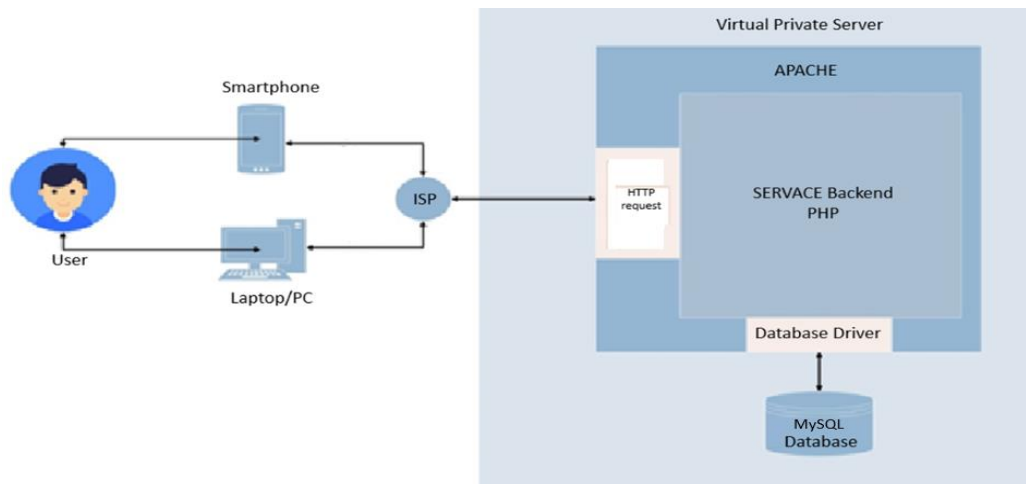 Virtual Private Server
APACHE
Smartphone
HTTP
request
SERVACE Backend
PHP
ISP
User
Laptop/PC
Database Driver
MySQL
Database